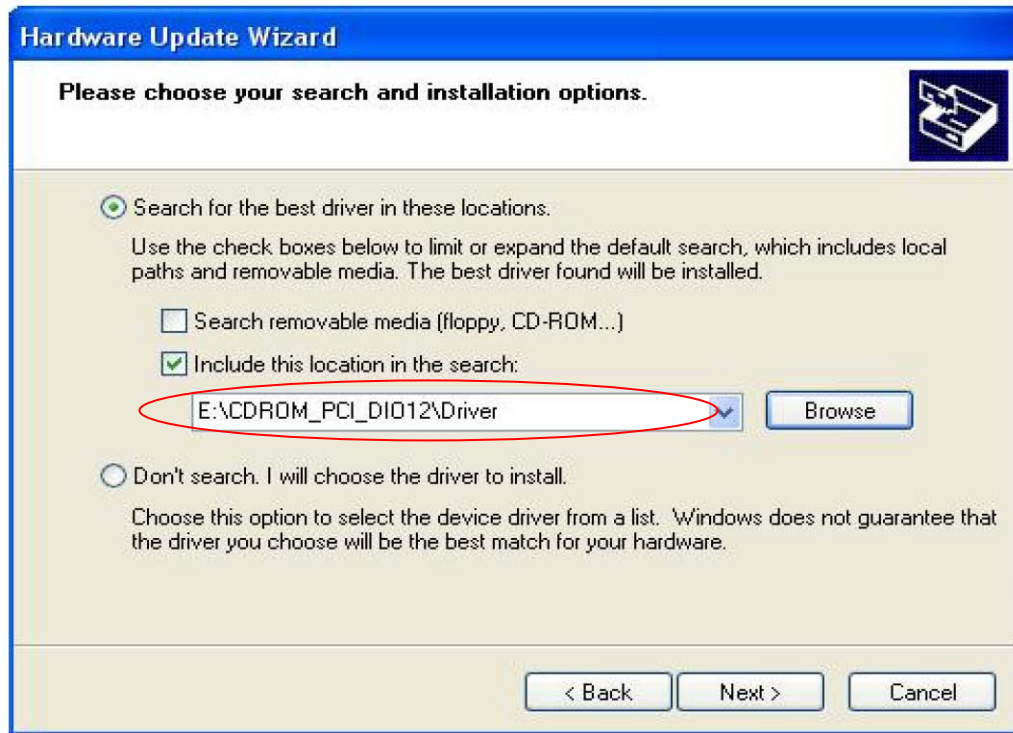 Hardware Update Wizard
Please choose your search and installation options.
Search for the best driver in these locations.
Use the check boxes below to limit or expand the default search, which includes local
paths and removable media. The best driver found will be installed.
Search removable media (floppy, CD-ROM...)
Include this location in the search:
E:\CDROM_PCI_DIO12\Driver
Browse
Don't search. I will choose the driver to install.
Choose this option to select the device driver from a list. Windows does not guarantee that
the driver you choose will be the best match for your hardware.
< Back
Next >
Cancel